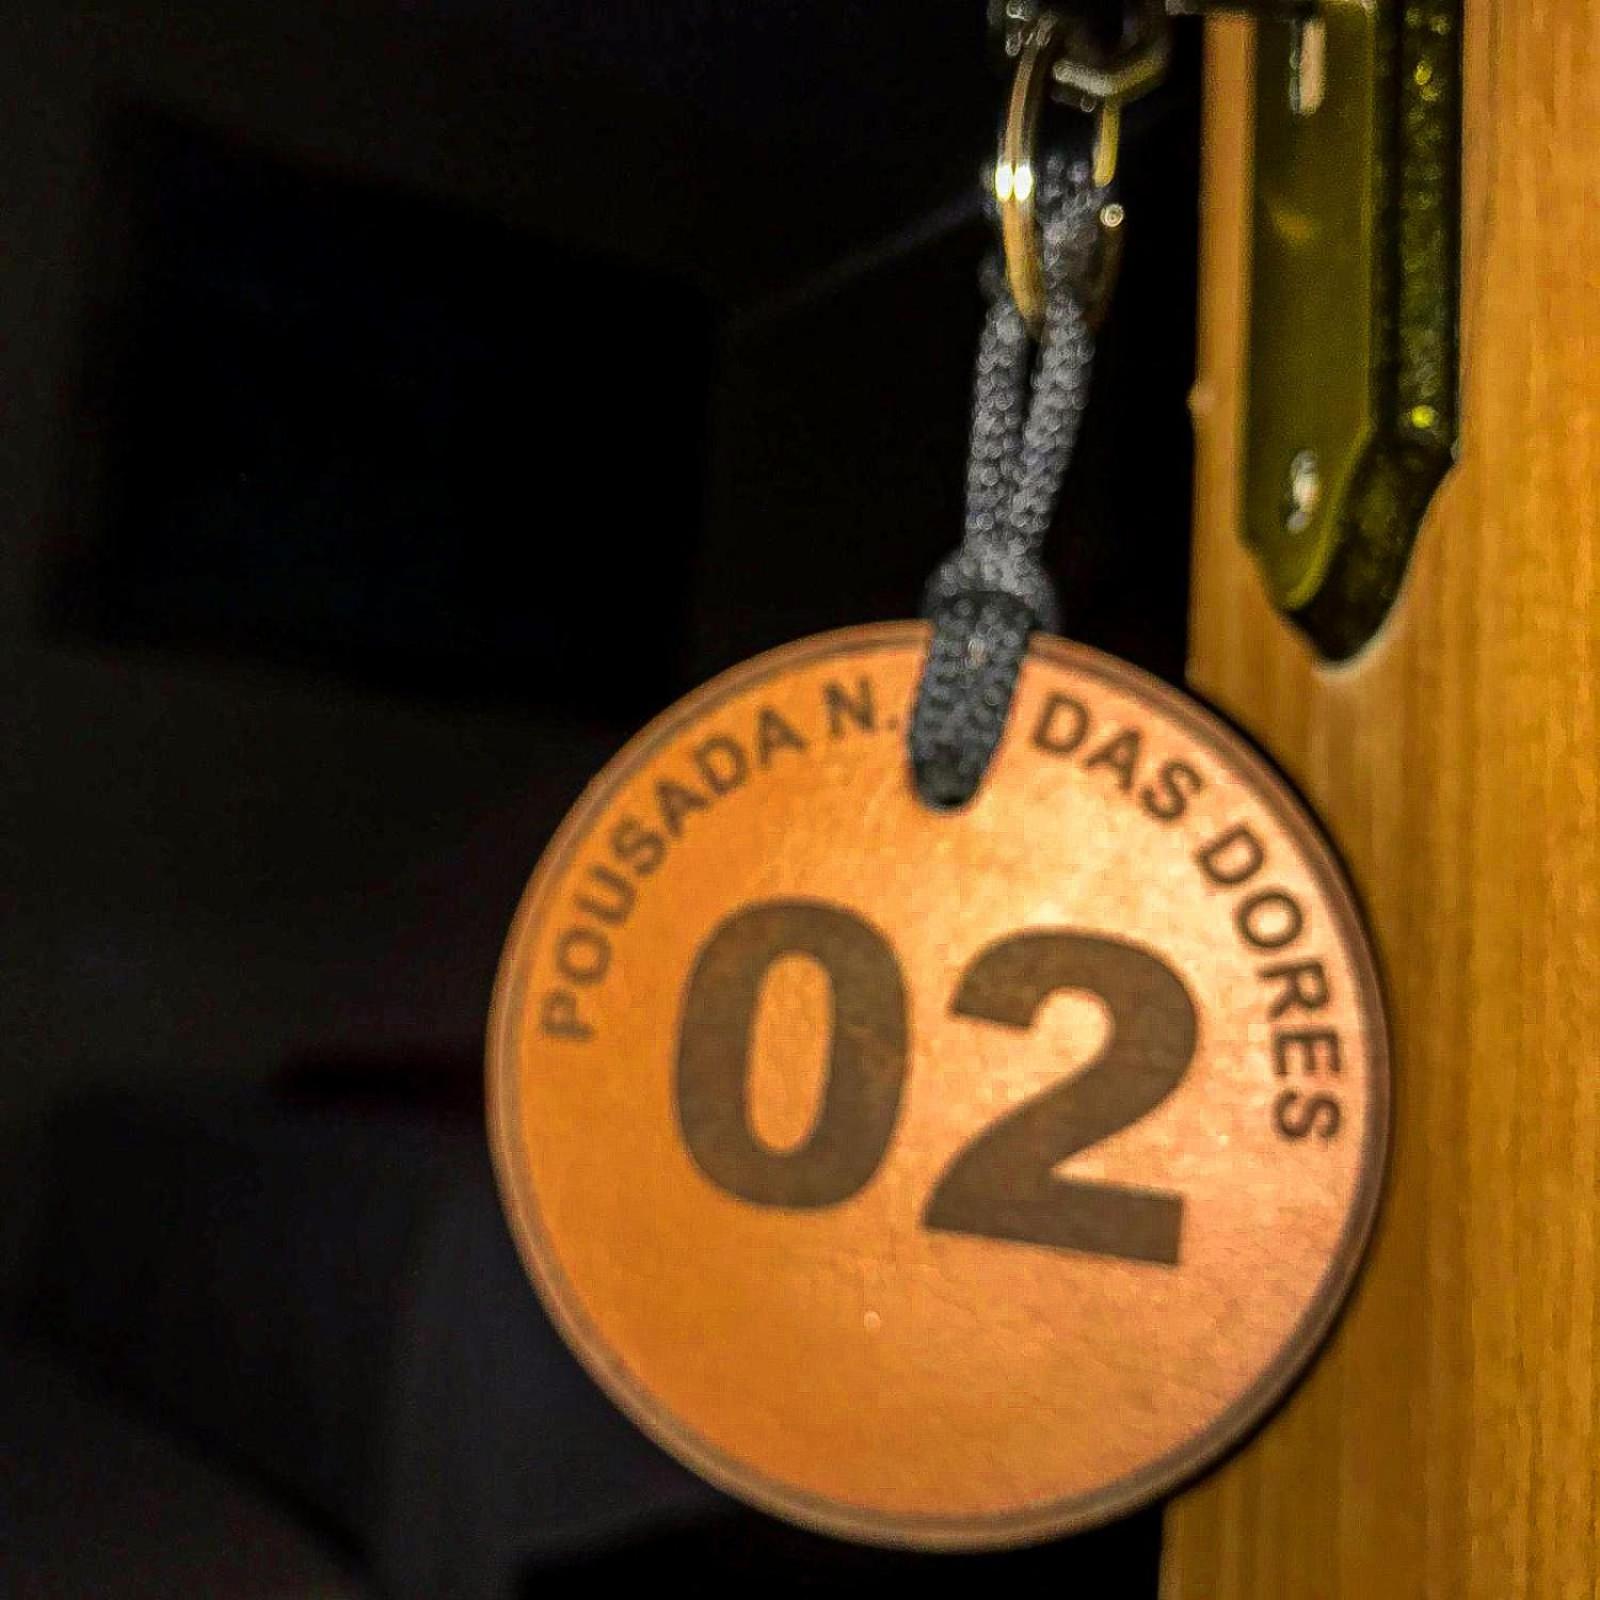 POUSADA N. DAS DORES
02